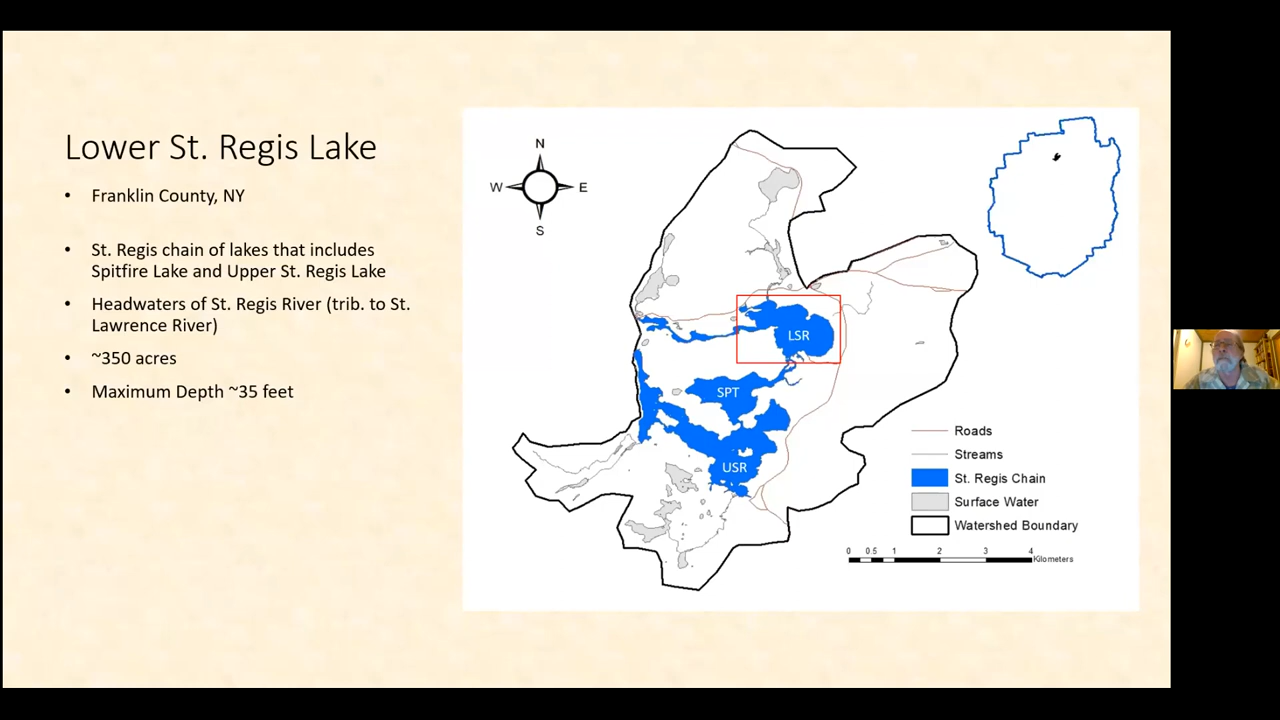 Lower St. Regis Lake
• Franklin County, NY
• St. Regis chain of lakes that includes
Spitfire Lake and Upper St. Regis Lake
• Headwaters of St. Regis River (trib. to St.
Lawrence River)
• ~350 acres
• Maximum Depth ~35 feet
N
W E
S
LSR
SPT
USR
Roads
Streams
St. Regis Chain
Surface Water
Watershed Boundary
0 0.5 1 2 3 4
Kilometers